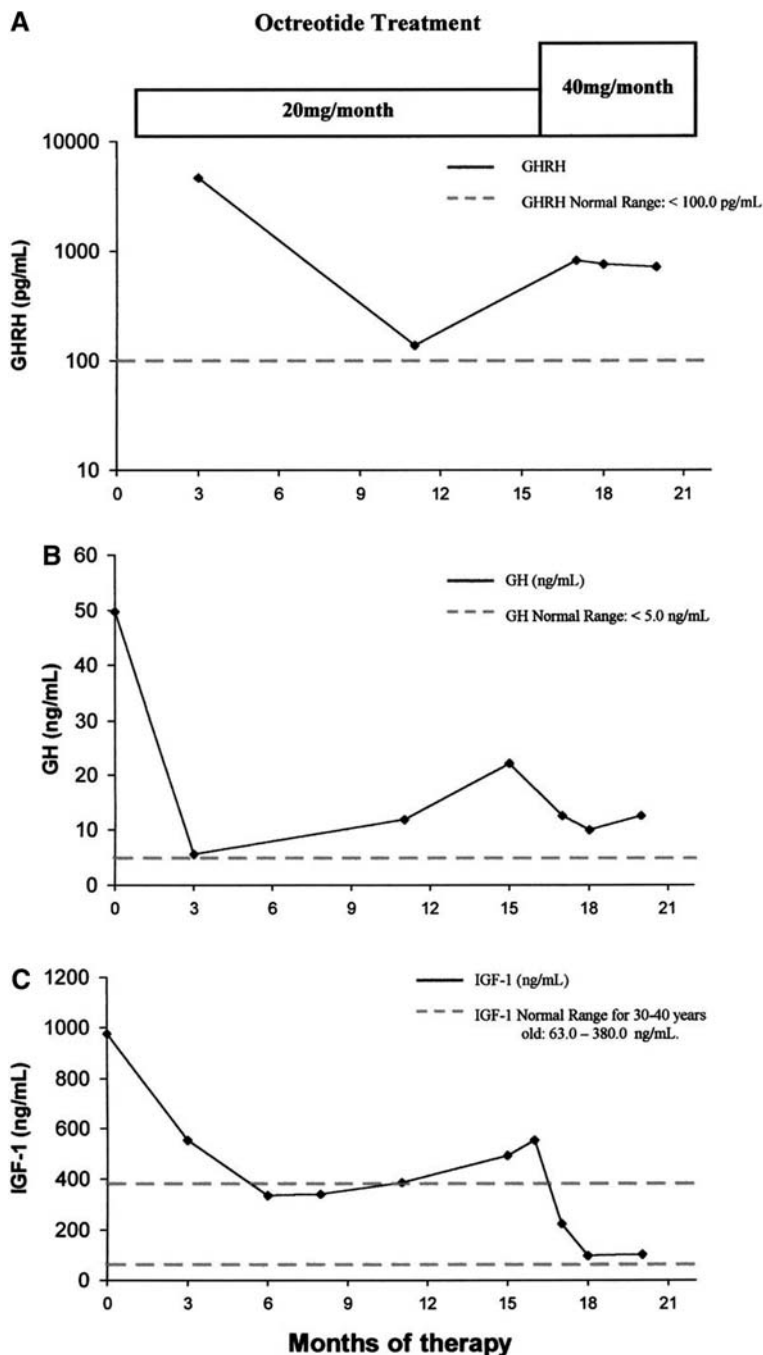 A
Octreotide Treatment
20mg/month
40mg/month
GHRH
GHRH Normal Range: < 100.0 pg/mL
GHRH (pg/mL)
10000
1000
100
10
0 3 6 9 12 15 18 21
B
GH (ng/mL)
GH Normal Range: < 5.0 ng/mL
GH (ng/mL)
60
50
40
30
20
10
0
0 3 6 9 12 15 18 21
C
IGF-1 (ng/mL)
IGF-1 Normal Range for 30-40 years
old: 63.0 – 380.0 ng/mL.
IGF-1 (ng/mL)
1200
1000
800
600
400
200
0
0 3 6 9 12 15 18 21
Months of therapy